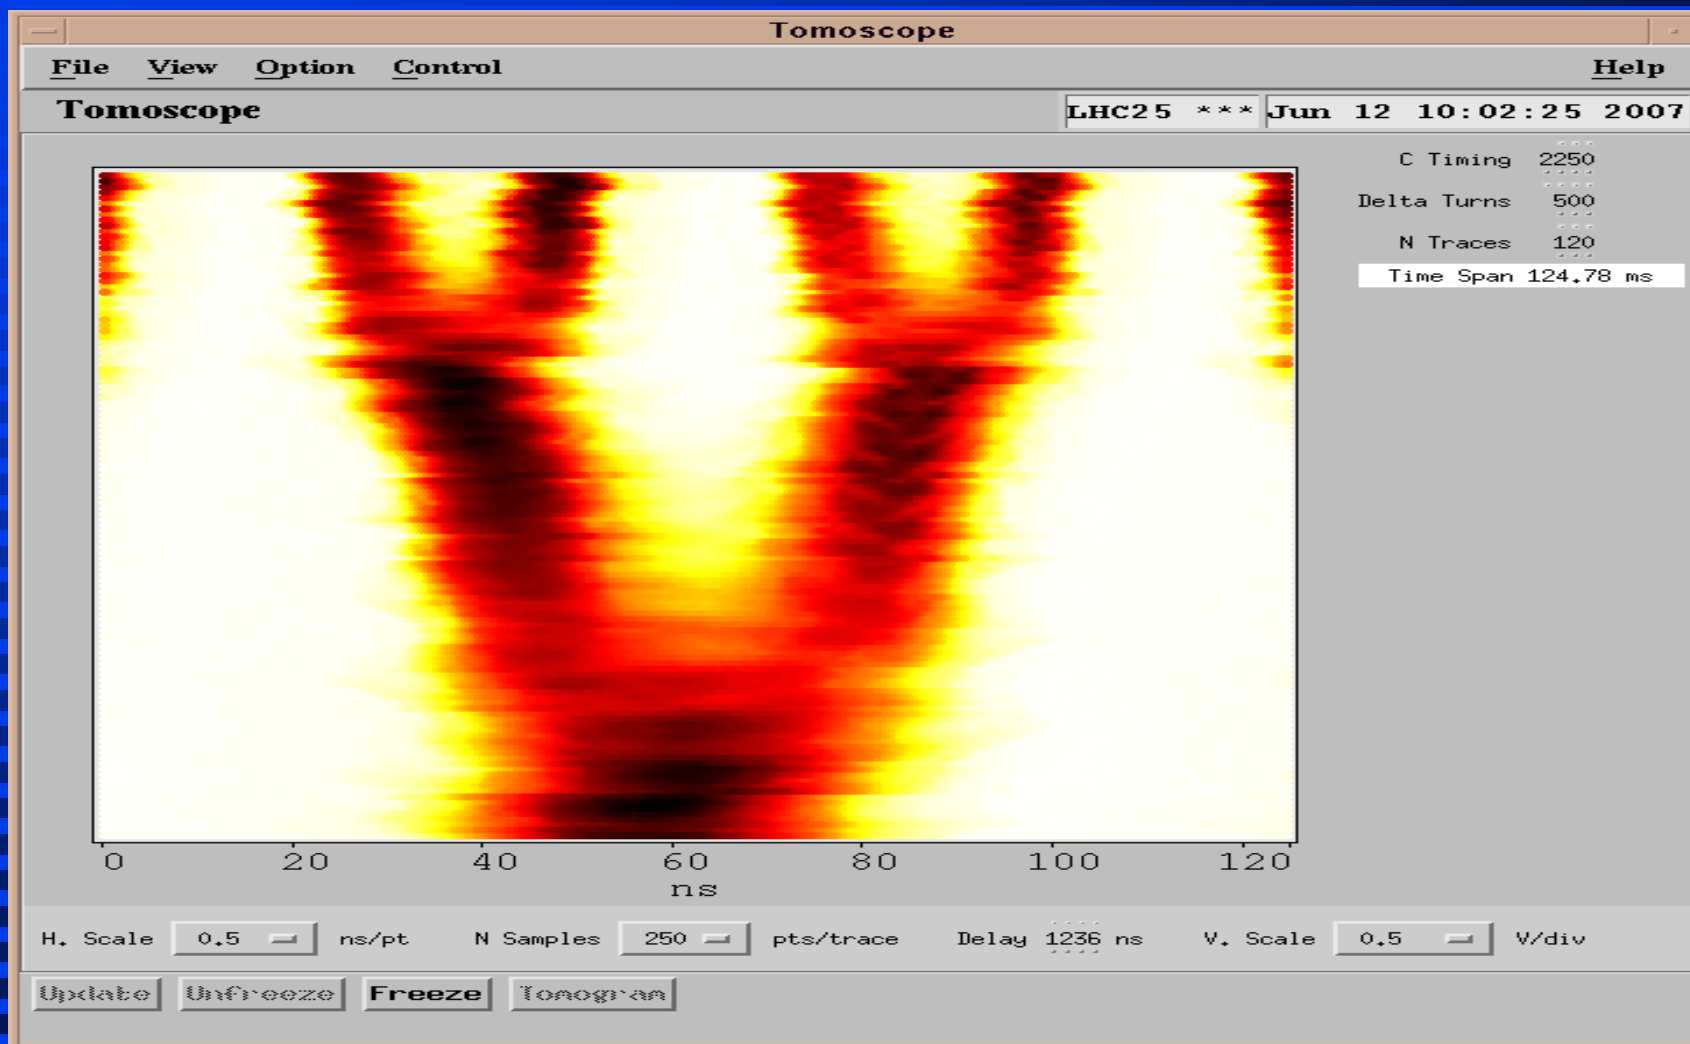 Tomoscope
File View Option Control Help
Tomoscope LHC25 *** Jun 12 10:02:25 2007
C Timing 2250
Delta Turns 500
N Traces 120
Time Span 124.78 ms
0 20 40 60 80 100 120
ns
H. Scale 0.5 ns/pt N Samples 250 pts/trace Delay 1236 ns V. Scale 0.5 V/div
Update Unfreeze Freeze Tomogram